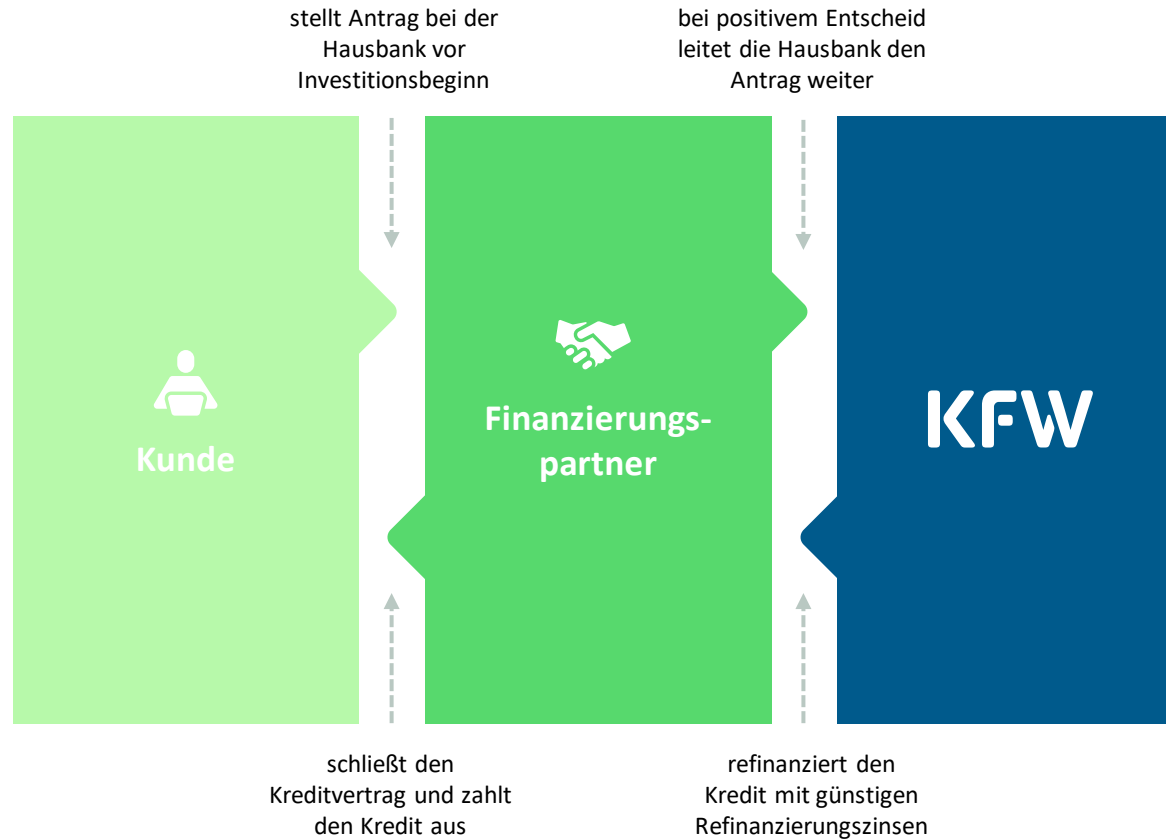 stellt Antrag bei der
Hausbank vor
Investitionsbeginn
bei positivem Entscheid
leitet die Hausbank den
Antrag weiter
Kunde
Finanzierungs-
partner
KFW
schließt den
Kreditvertrag und zahlt
den Kredit aus
refinanziert den
Kredit mit günstigen
Refinanzierungszinsen